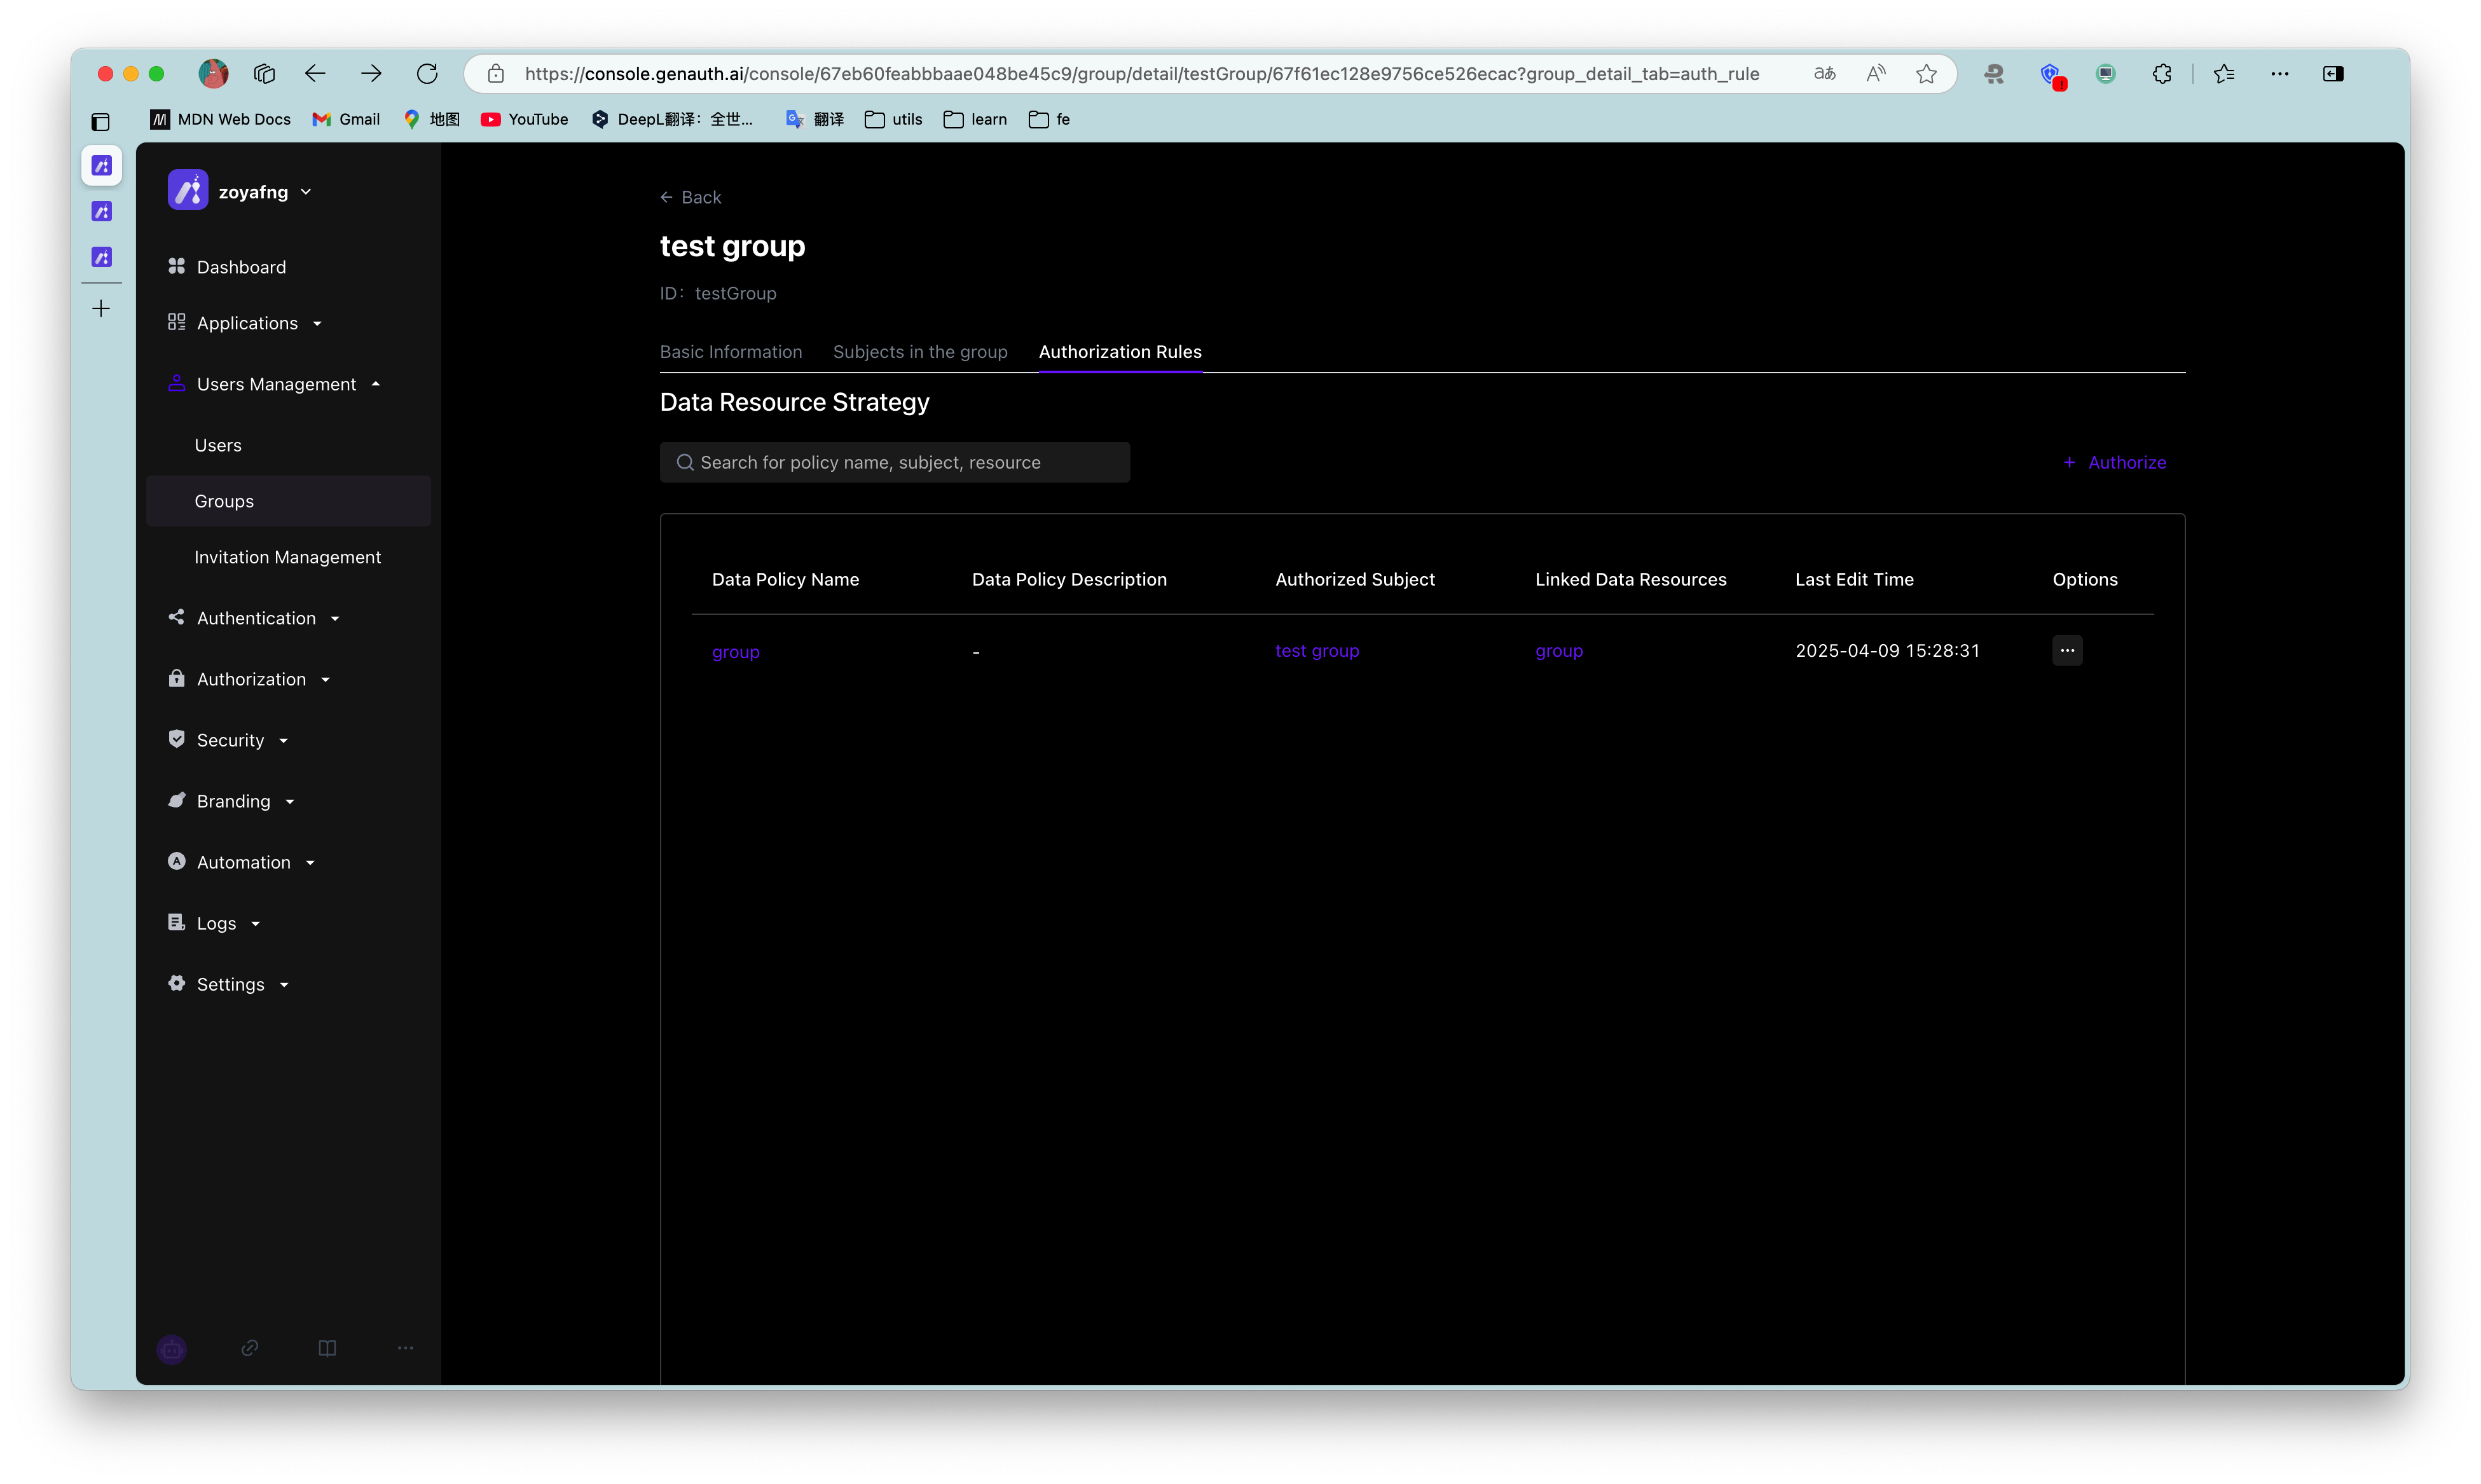 https://console.genauth.ai/console/67eb60feabbbaae048be45c9/group/detail/testGroup/67f61ec128e9756ce526ecac?group_detail_tab=auth_rule
MDN Web Docs
Gmail
地图
YouTube
DeepL翻译：全世...
翻译
utils
learn
fe
zoyafng
Dashboard
Applications
Users Management
Users
Groups
Invitation Management
Authentication
Authorization
Security
Branding
Automation
Logs
Settings
Back
test group
ID： testGroup
Basic Information
Subjects in the group
Authorization Rules
Data Resource Strategy
Search for policy name, subject, resource
+ Authorize
Data Policy Name
Data Policy Description
Authorized Subject
Linked Data Resources
Last Edit Time
Options
group
-
test group
group
2025-04-09 15:28:31